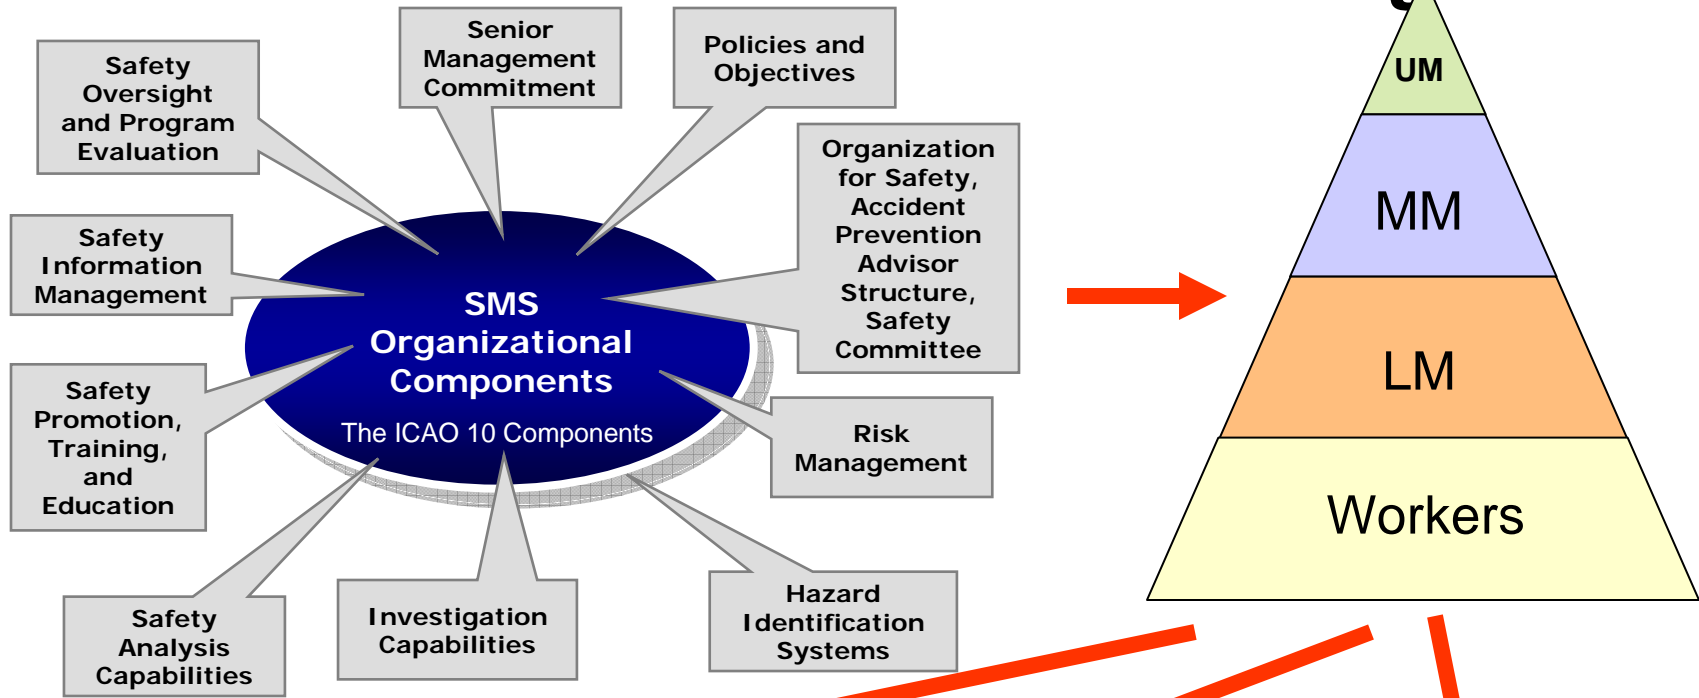 Senior
Management
Commitment
Policies and
Objectives
Safety
Oversight
and Program
Evaluation
Organization
for Safety,
Accident
Prevention
Advisor
Structure,
Safety
Committee
Safety
Information
Management
SMS
Organizational
Components
The ICAO 10 Components
Safety
Promotion,
Training,
and
Education
Risk
Management
Safety
Analysis
Capabilities
Investigation
Capabilities
Hazard
Identification
Systems
UM
MM
LM
Workers